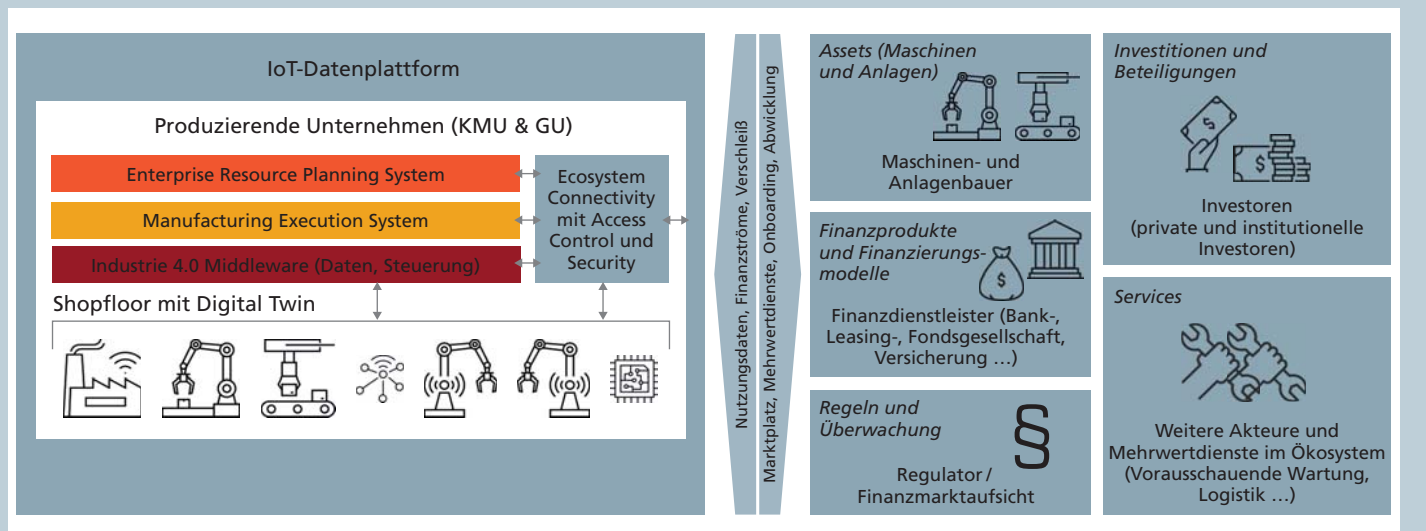 IoT-Datenplattform
Produzierende Unternehmen (KMU & GU)
Enterprise Resource Planning System
Manufacturing Execution System
Industrie 4.0 Middleware (Daten, Steuerung)
Ecosystem
Connectivity
mit Access
Control und
Security
Shopfloor mit Digital Twin
Nutzungsdaten, Finanzströme, Verschleiß
Marktplatz, Mehrwertdienste, Onboarding, Abwicklung
Assets (Maschinen
und Anlagen)
Maschinen- und
Anlagenbauer
Finanzprodukte
und Finanzierungs-
modelle
$
Finanzdienstleister (Bank-,
Leasing-, Fondsgesellschaft,
Versicherung …)
Regeln und
Überwachung
§
Regulator /
Finanzmarktaufsicht
Investitionen und
Beteiligungen
$
$
Investoren
(private und institutionelle
Investoren)
Services
Weitere Akteure und
Mehrwertdienste im Ökosystem
(Vorausschauende Wartung,
Logistik …)